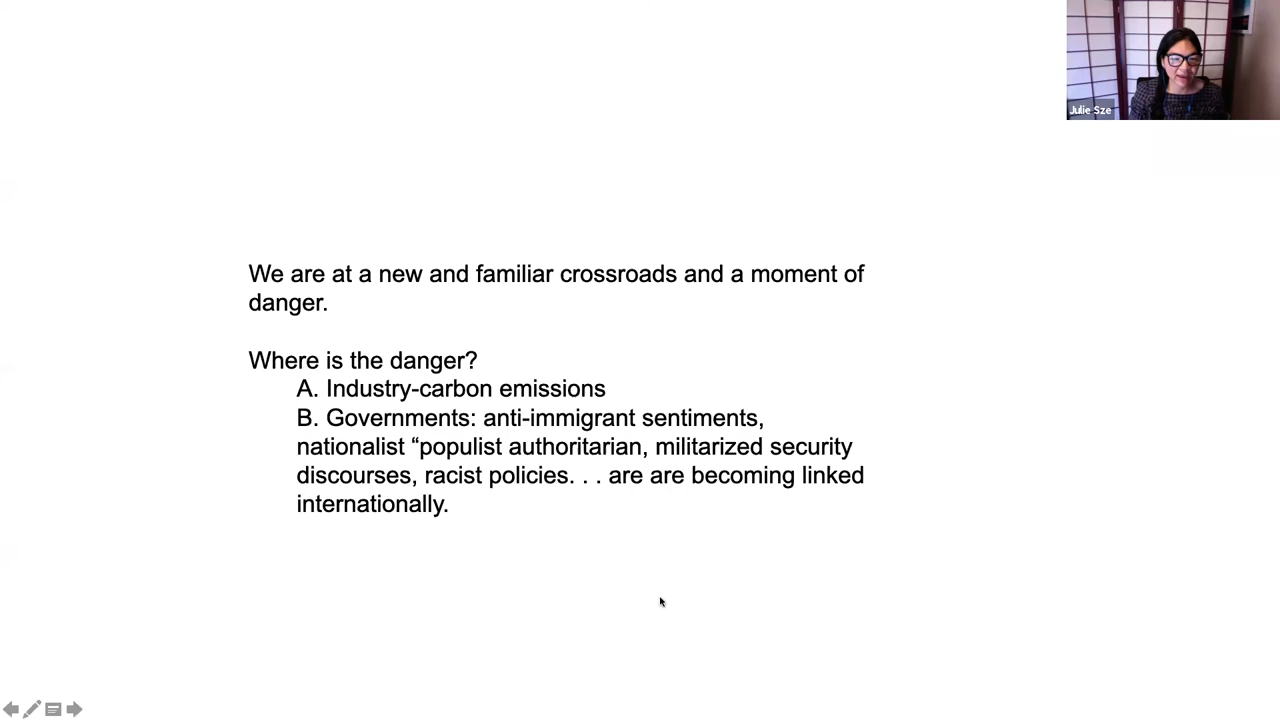 Julie Sze
We are at a new and familiar crossroads and a moment of
danger.
Where is the danger?
A. Industry-carbon emissions
B. Governments: anti-immigrant sentiments,
nationalist “populist authoritarian, militarized security
discourses, racist policies. . . are are becoming linked
internationally.